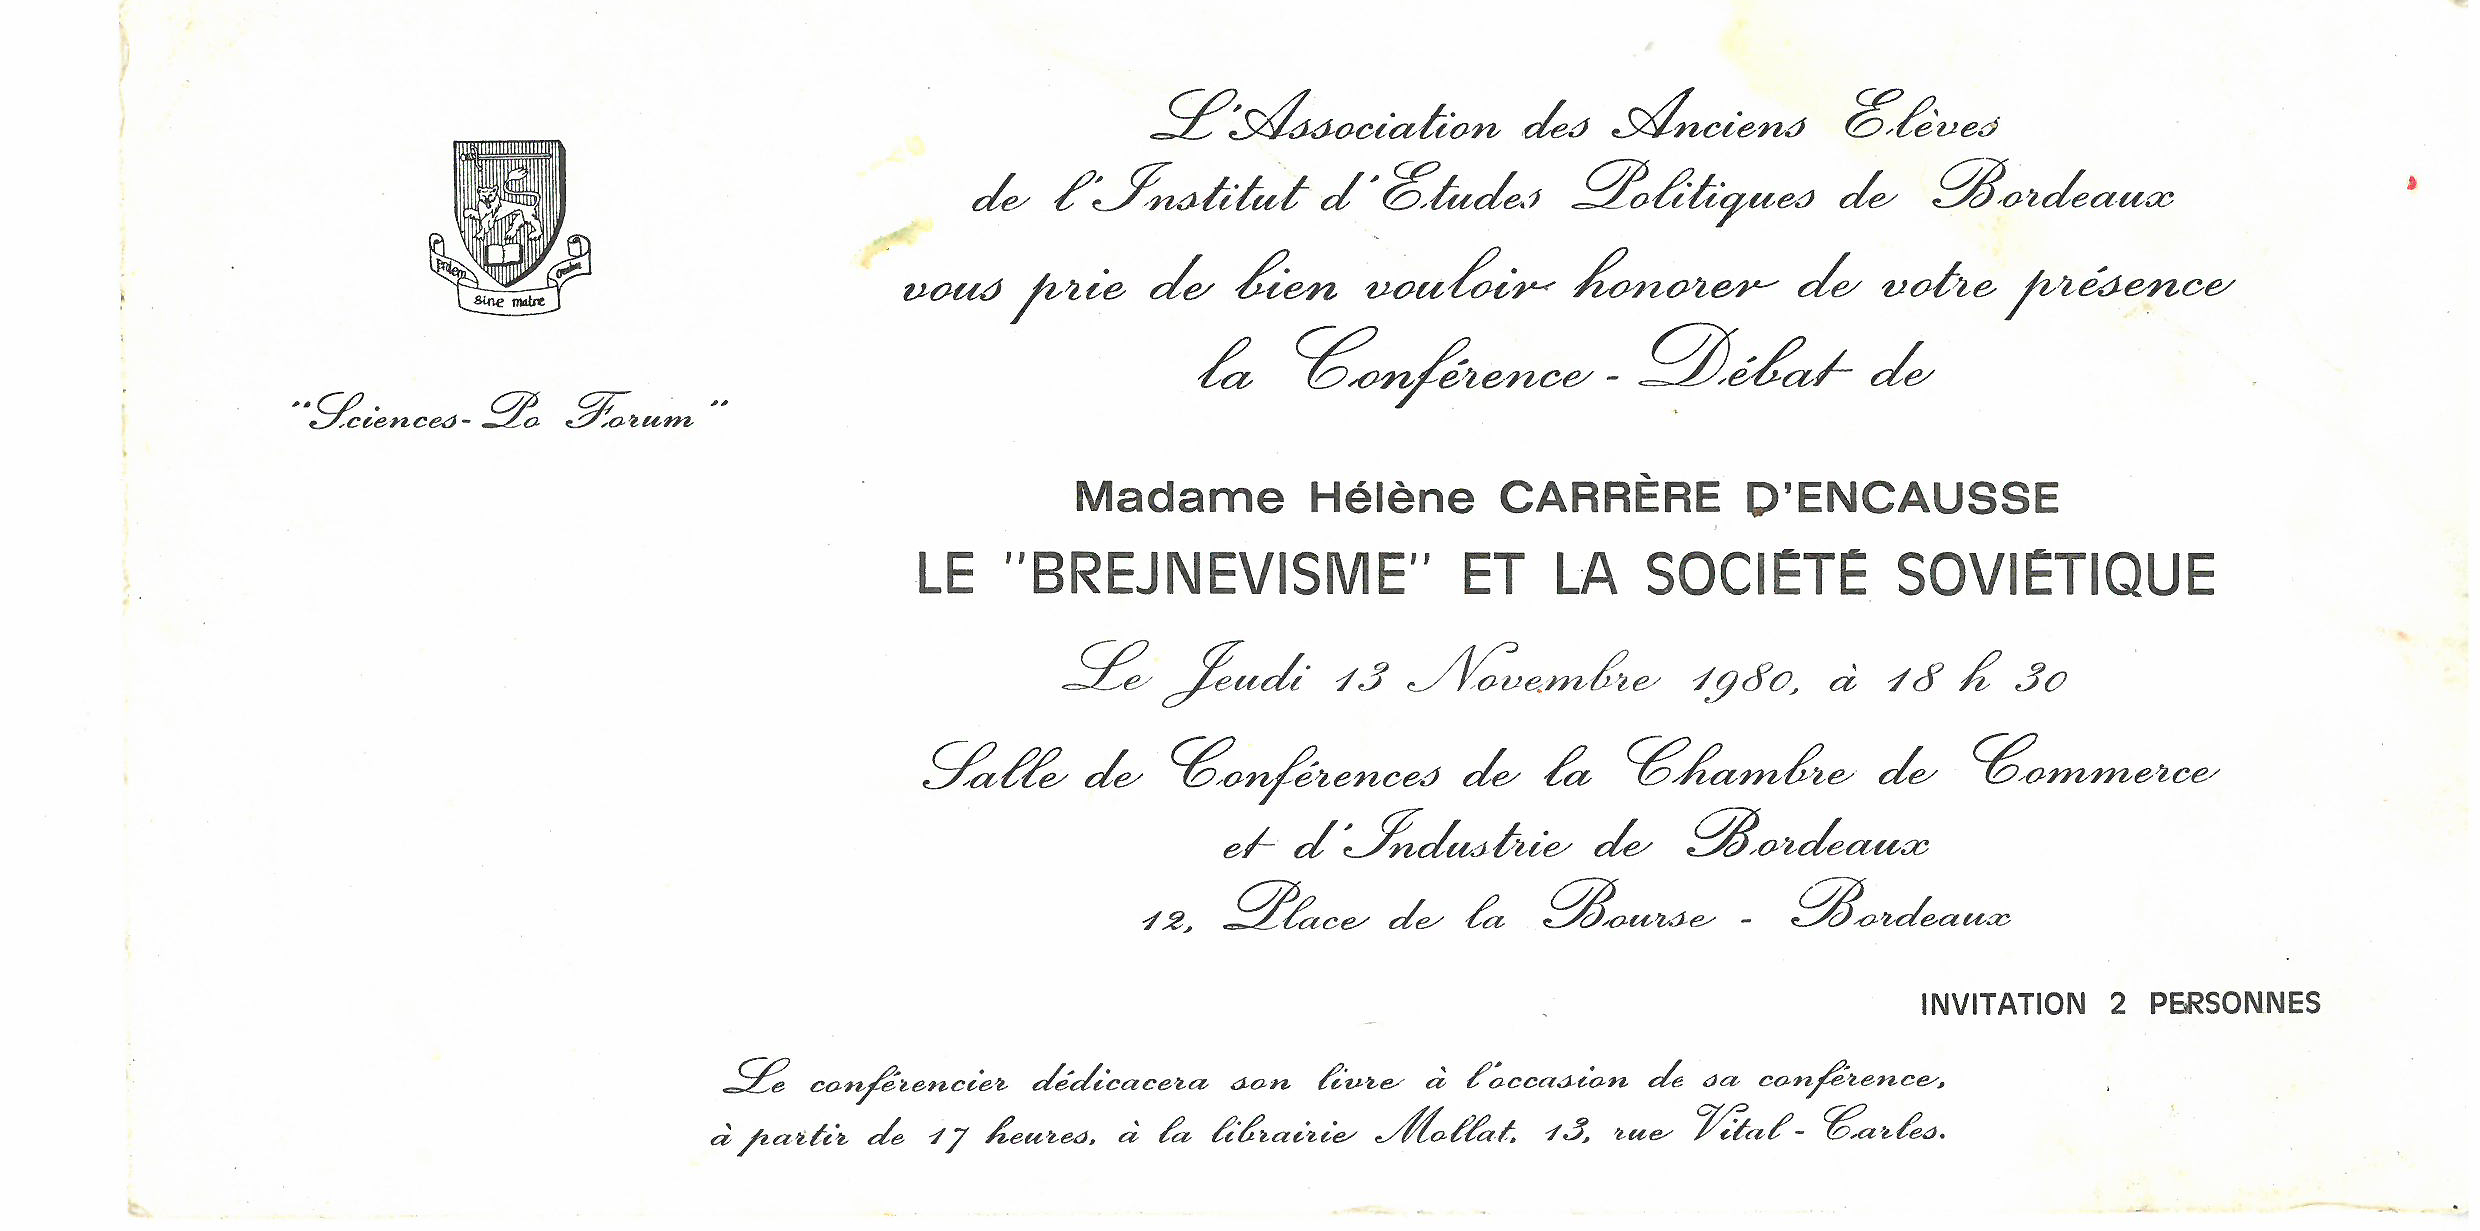 prolem
sine matre
creatam
"Sciences-Po Forum"
L'Association des Anciens Elèves
de l'Institut d'Etudes Politiques de Bordeaux
vous prie de bien vouloir honorer de votre présence
la Conférence - Débat de
Madame Hélène CARRÈRE D'ENCAUSSE
LE "BREJNEVISME" ET LA SOCIÉTÉ SOVIÉTIQUE
Le Jeudi 13 Novembre 1980, à 18 h 30
Salle de Conférences de la Chambre de Commerce
et d'Industrie de Bordeaux
12, Place de la Bourse - Bordeaux
INVITATION 2 PERSONNES
Le conférencier dédicacera son livre à l'occasion de sa conférence,
à partir de 17 heures, à la librairie Mollat, 13, rue Vital-Carles.